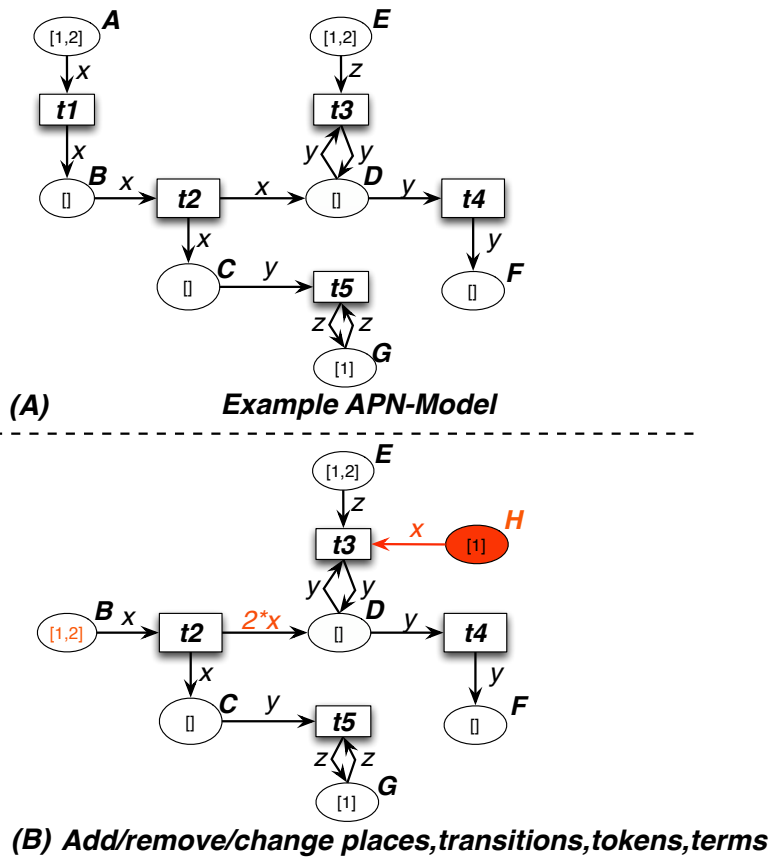 A
E
[1,2]
[1,2]
x
z
t1
t3
x
y
y
B
x
x
D
y
[]
t2
[]
t4
x
y
C
y
F
[]
t5
[]
z
z
G
[1]
(A)
Example APN-Model
E
[1,2]
z
x
H
t3
[1]
y
y
B
x
2*x
D
y
[1,2]
t2
[]
t4
x
y
C
y
F
[]
t5
[]
z
z
G
[1]
(B) Add/remove/change places,transitions,tokens,terms